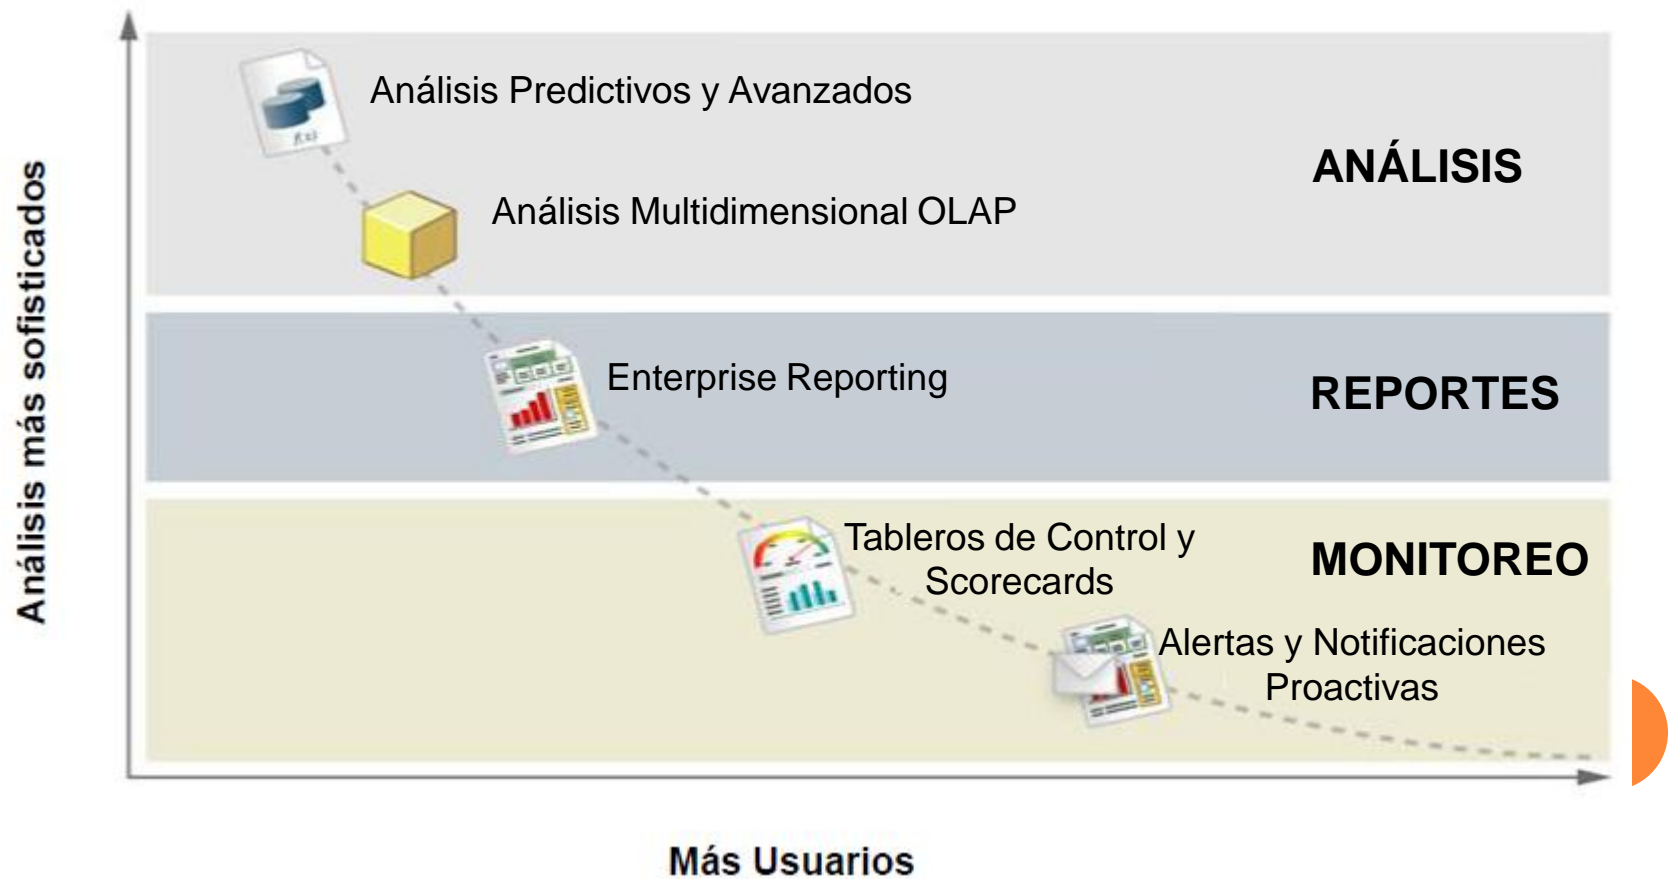 Análisis más sofisticados
Análisis Predictivos y Avanzados
Análisis Multidimensional OLAP
ANÁLISIS
Enterprise Reporting
REPORTES
Tableros de Control y
Scorecards
MONITOREO
Alertas y Notificaciones
Proactivas
Más Usuarios